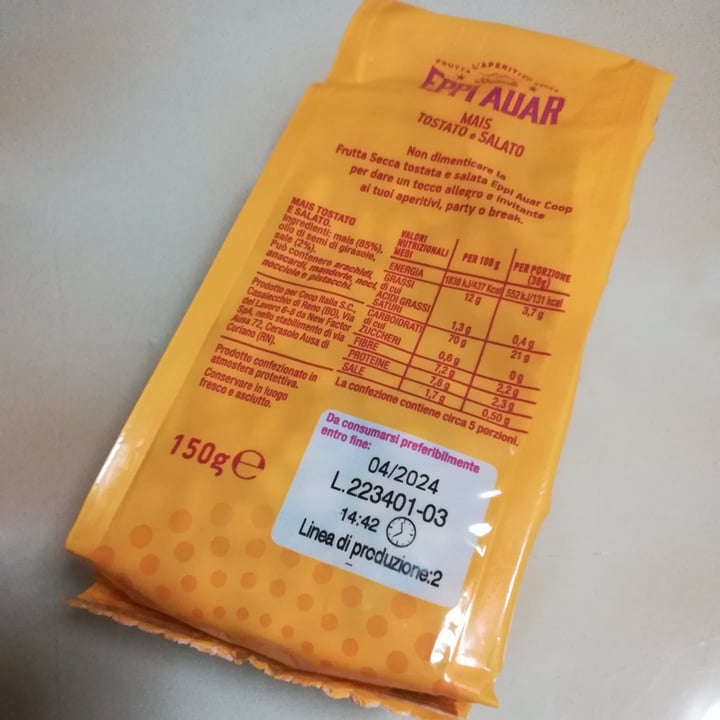 FRUTTA L'APERITIVO SECCA
EPPI AUAR
MAIS
TOSTATO e SALATO
Non dimenticare la
Frutta Secca tostata e salata Eppi Auar Coop
per dare un tocco allegro e invitante
ai tuoi aperitivi, party o break.
MAIS TOSTATO
E SALATO.
Ingredienti: mais (85%),
olio di semi di girasole,
sale (2%).
Può contenere arachidi,
anacardi, mandorle, noci,
nocciole e pistacchi.
Prodotto per Coop Italia S.C.,
Casalecchio di Reno (BO), Via
del Lavoro 6-8 da New Factor
SpA, nello stabilimento di via
Ausa 72, Cerasolo Ausa di
Coriano (RN).
Prodotto confezionato in
atmosfera protettiva.
Conservare in luogo
fresco e asciutto.
VALORI
NUTRIZIONALI
MEDI
PER 100 g
PER PORZIONE
(30g)
ENERGIA 1838 kJ/437 Kcal 552 kJ/131 kcal
GRASSI 12 g 3,7 g
di cui
ACIDI GRASSI
SATURI 1,3 g 0,4 g
CARBOIDRATI 70 g 21 g
di cui
ZUCCHERI 0,6 g 0 g
FIBRE 7,2 g 2,2 g
PROTEINE 7,8 g 2,3 g
SALE 1,7 g 0,50 g
La confezione contiene circa 5 porzioni.
150g e
Da consumarsi preferibilmente
entro fine:
04/2024
L.223401-03
14:42
Linea di produzione:2